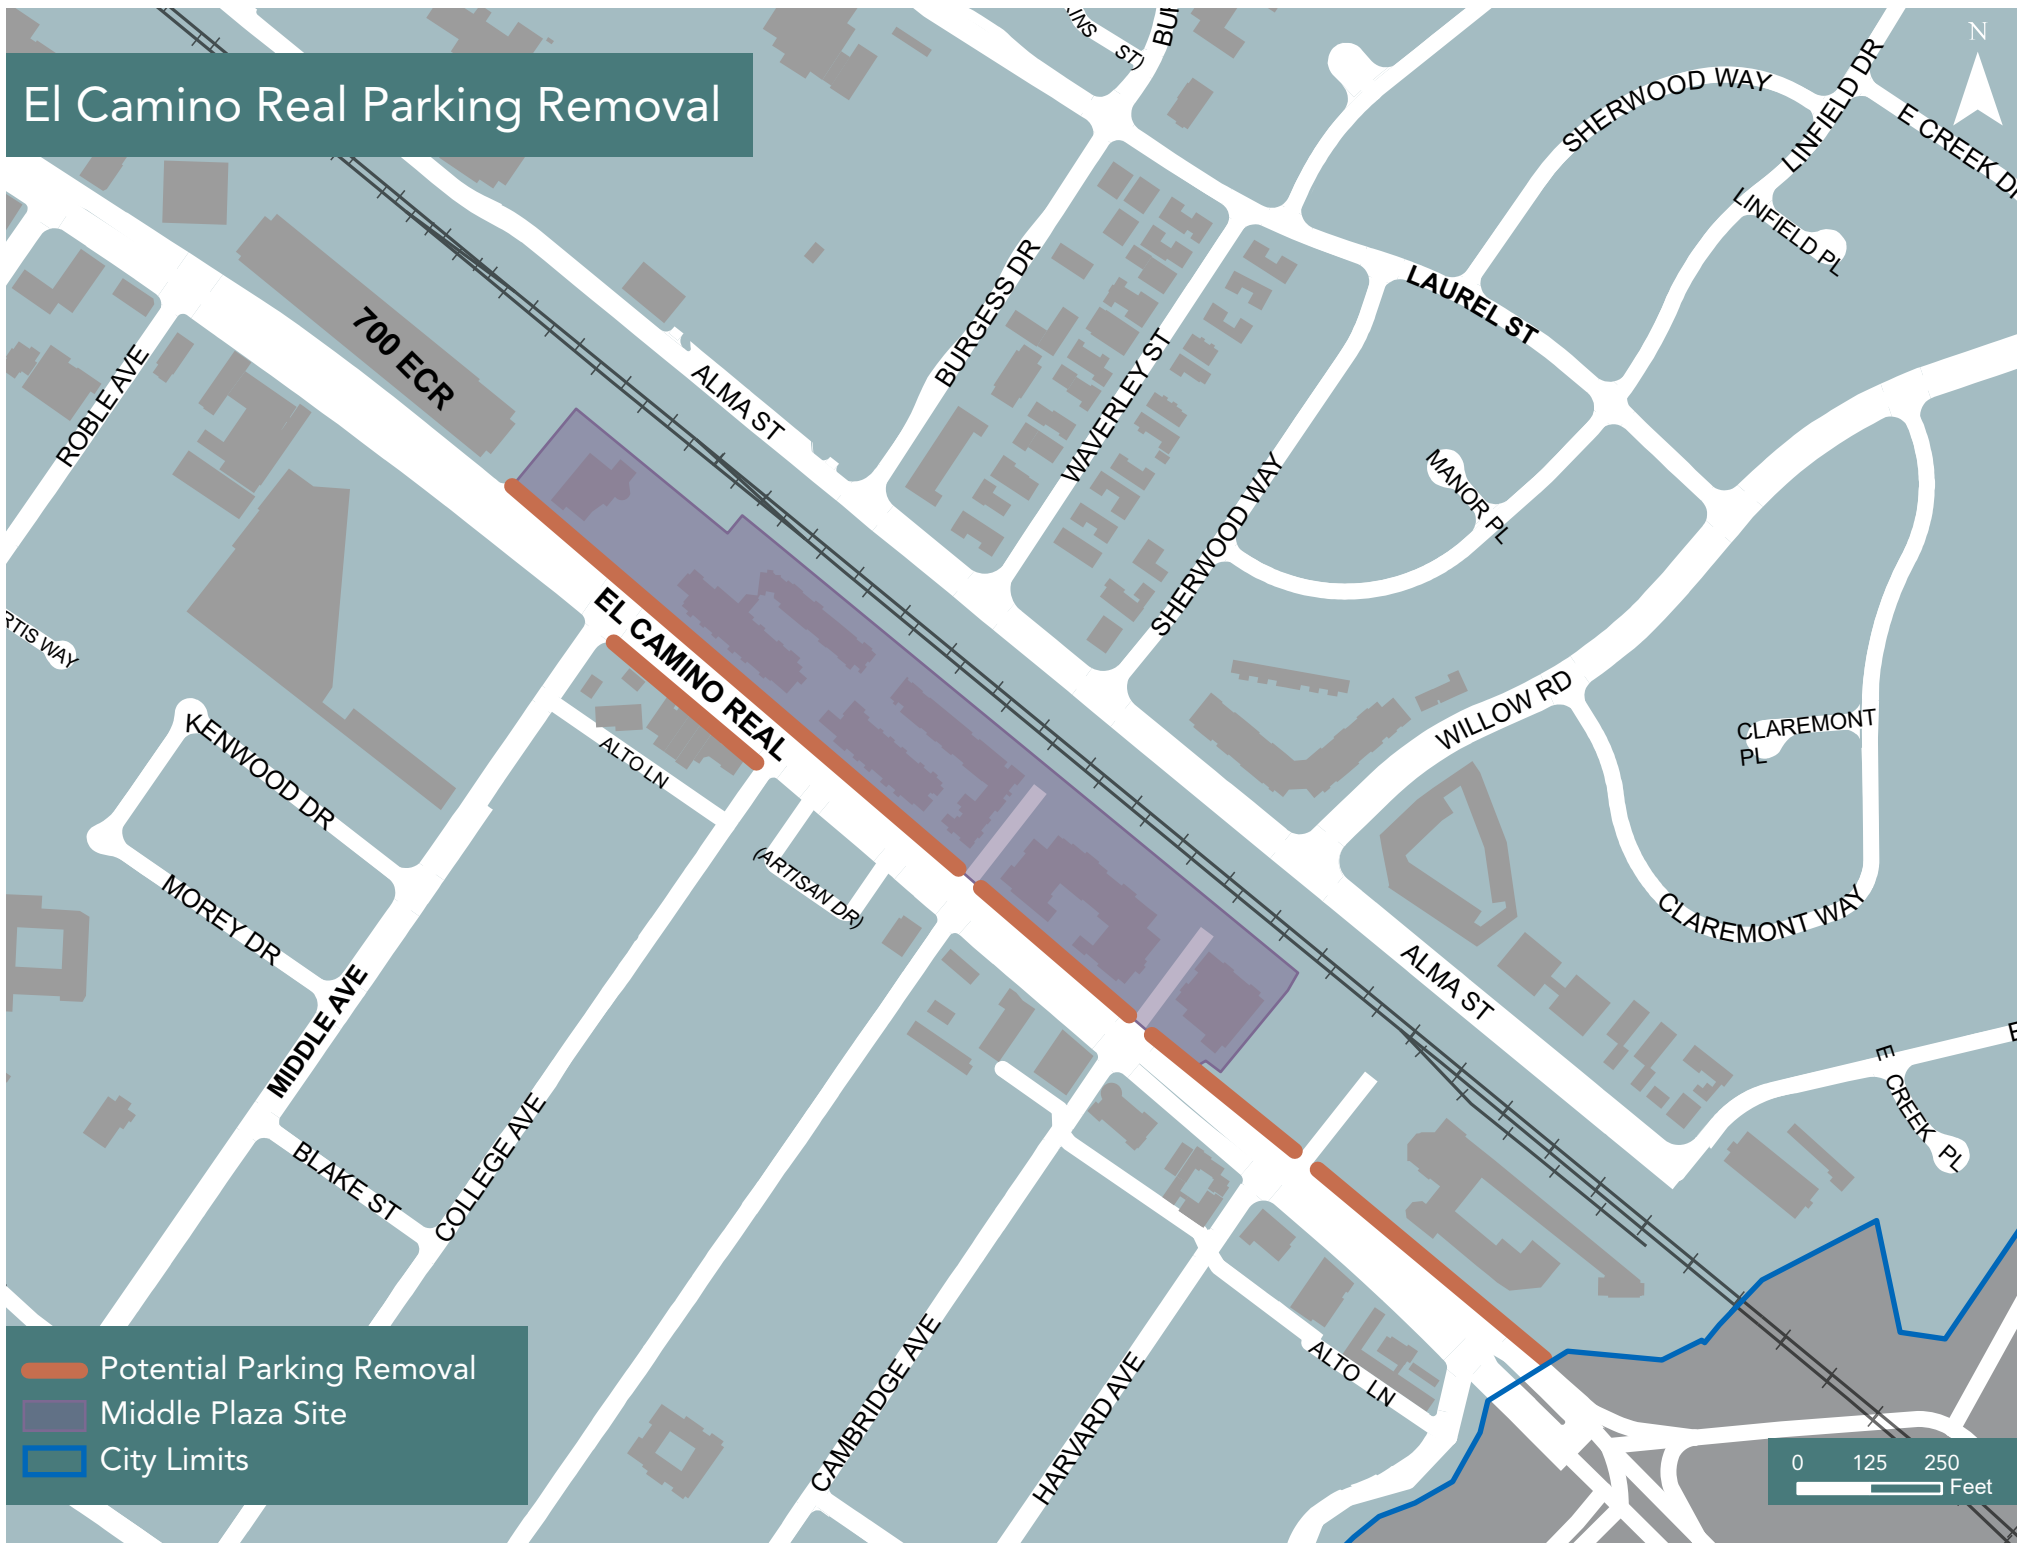 El Camino Real Parking Removal
ST)
N
SHERWOOD WAY
LINFIELD DR
E CREEK
LINFIELD PL
BURGESS DR
LAUREL ST
700 ECR
ROBLE AVE
ALMA ST
WAVERLEY ST
SHERWOOD WAY
MANOR PL
EL CAMINO REAL
WAY
WILLOW RD
CLAREMONT
PL
KENWOOD DR
ALTO LN
(ARTISAN DR)
MOREY DR
CLAREMONT WAY
ALMA ST
MIDDLE AVE
E
CREEK PL
BLAKE ST
COLLEGE AVE
CAMBRIDGE AVE
HARVARD AVE
ALTO LN
Potential Parking Removal
Middle Plaza Site
City Limits
0 125 250
Feet